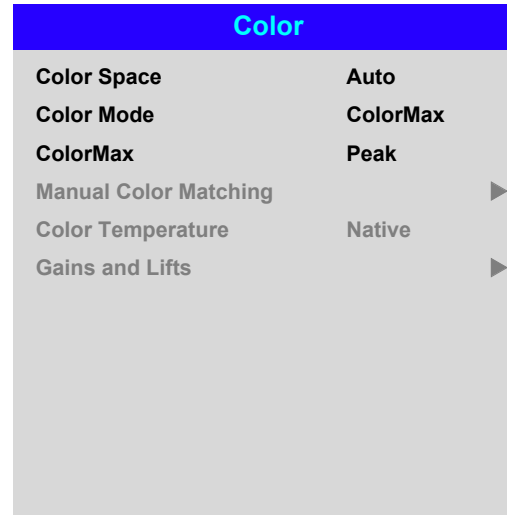 Color
Color Space Auto
Color Mode ColorMax
ColorMax Peak
Manual Color Matching
Color Temperature Native
Gains and Lifts